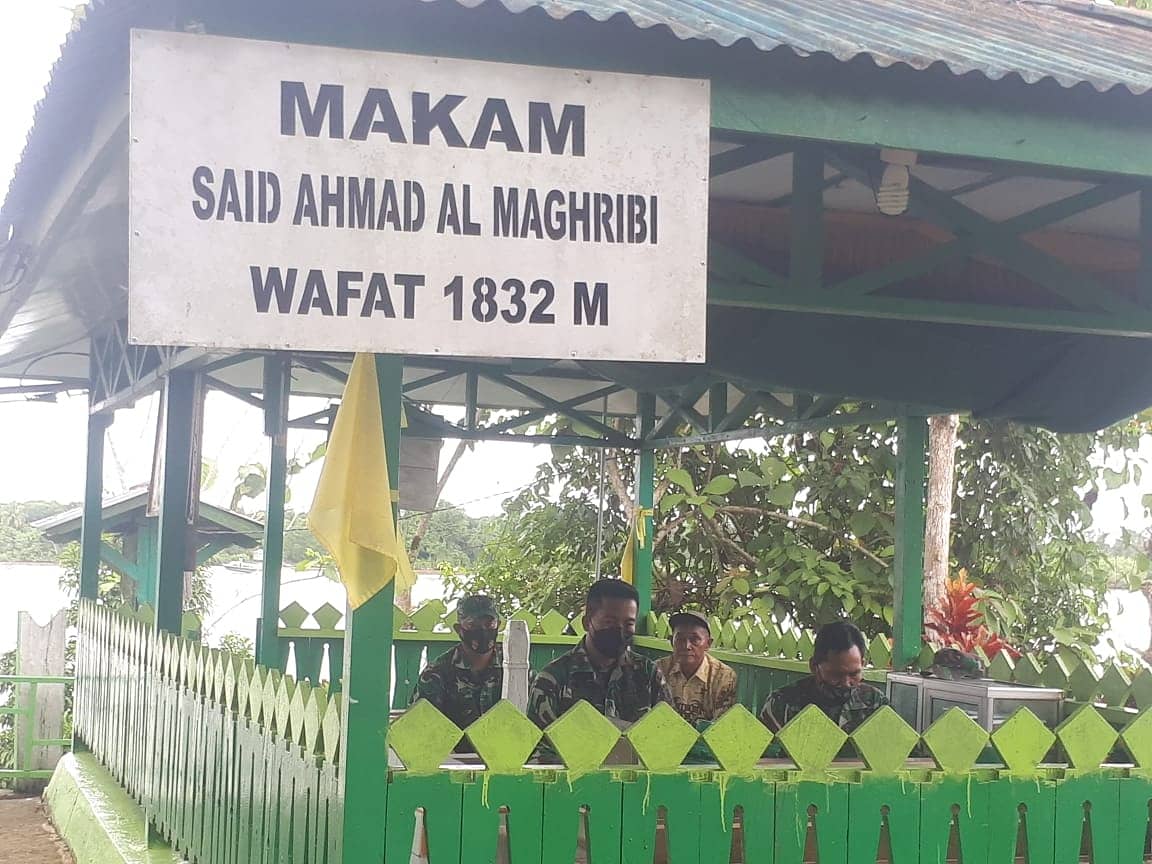 MAKAM
SAID AHMAD AL MAGHRIBI
WAFAT 1832 M